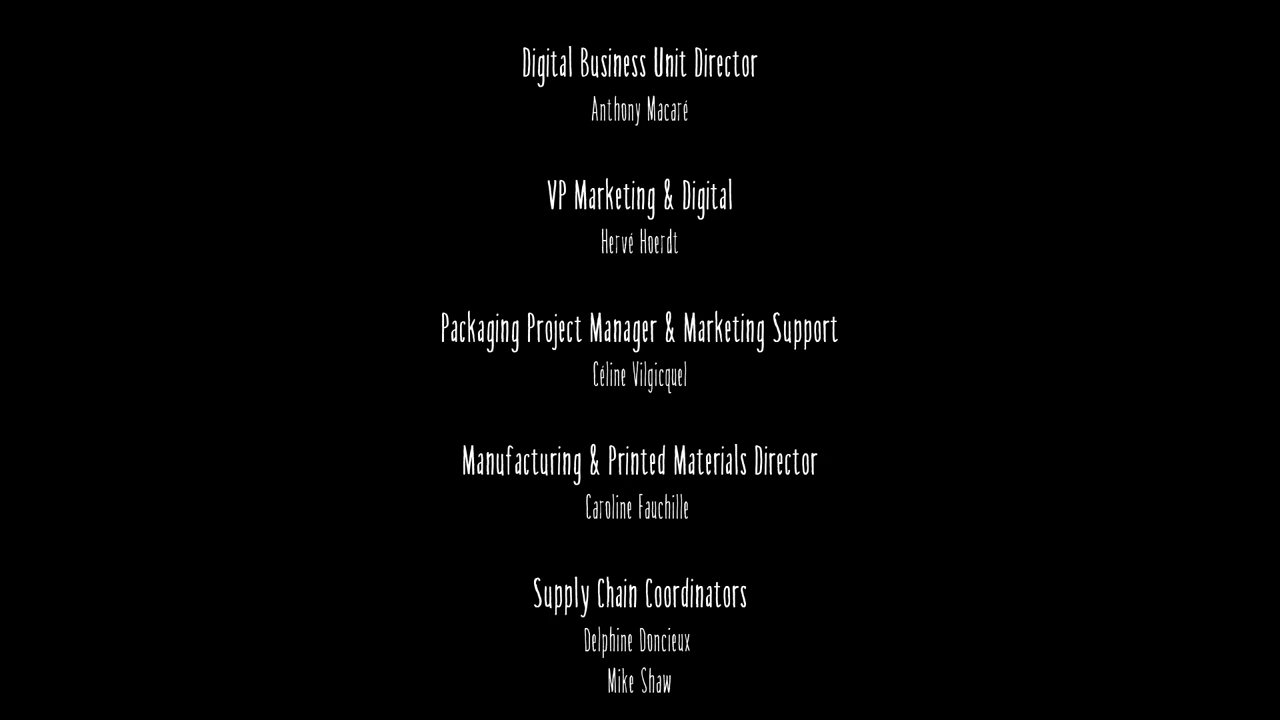 Digital Business Unit Director
Anthony Macaré
VP Marketing & Digital
Hervé Hoerdt
Packaging Project Manager & Marketing Support
Céline Vilgicquel
Manufacturing & Printed Materials Director
Caroline Fauchille
Supply Chain Coordinators
Delphine Doncieux
Mike Shaw